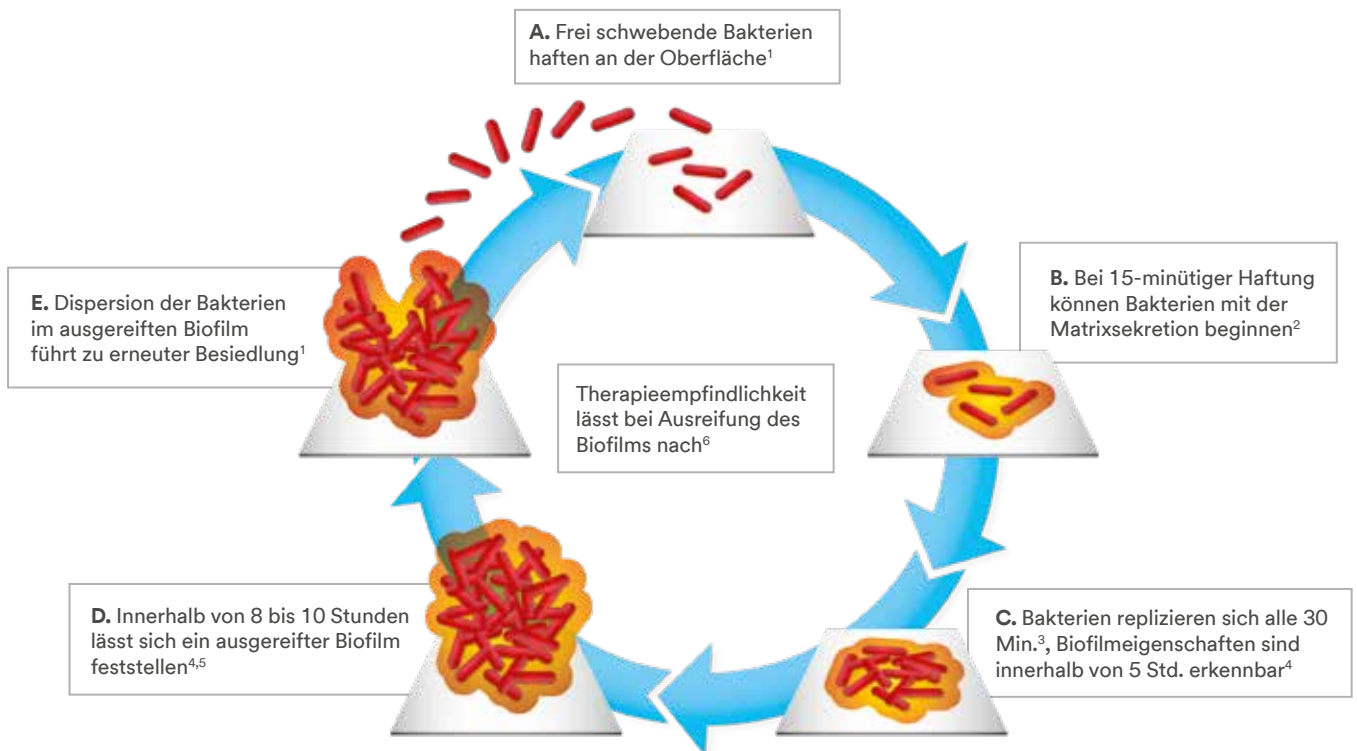 A. Frei schwebende Bakterien
haften an der Oberfläche¹
B. Bei 15-minütiger Haftung
können Bakterien mit der
Matrixsekretion beginnen²
C. Bakterien replizieren sich alle 30
Min.³, Biofilmeigenschaften sind
innerhalb von 5 Std. erkennbar⁴
D. Innerhalb von 8 bis 10 Stunden
lässt sich ein ausgereifter Biofilm
feststellen⁴,⁵
E. Dispersion der Bakterien
im ausgereiften Biofilm
führt zu erneuter Besiedlung¹
Therapieempfindlichkeit
lässt bei Ausreifung des
Biofilms nach⁶